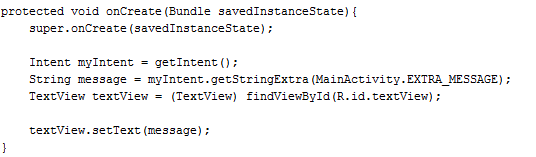 protected void onCreate(Bundle savedInstanceState){
    super.onCreate(savedInstanceState);

    Intent myIntent = getIntent();
    String message = myIntent.getStringExtra(MainActivity.EXTRA_MESSAGE);
    TextView textView = (TextView) findViewById(R.id.textView);

    textView.setText(message);
}